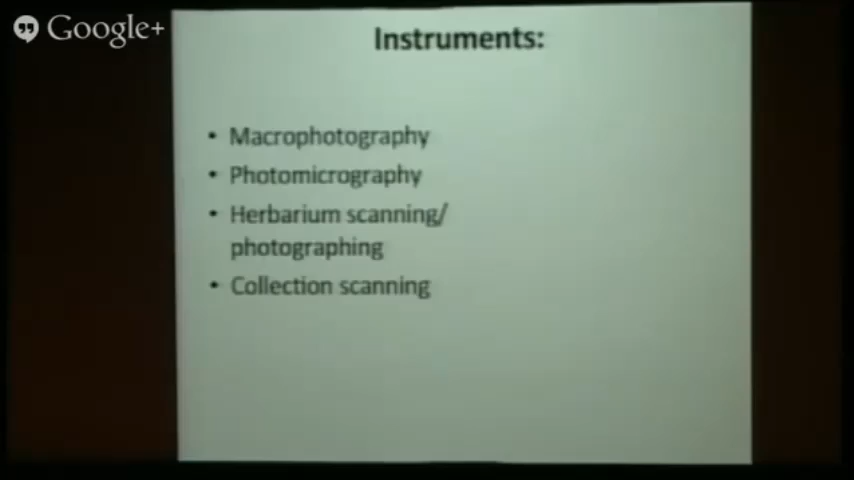 Google+
Instruments:
• Macrophotography
• Photomicrography
• Herbarium scanning/
photographing
• Collection scanning